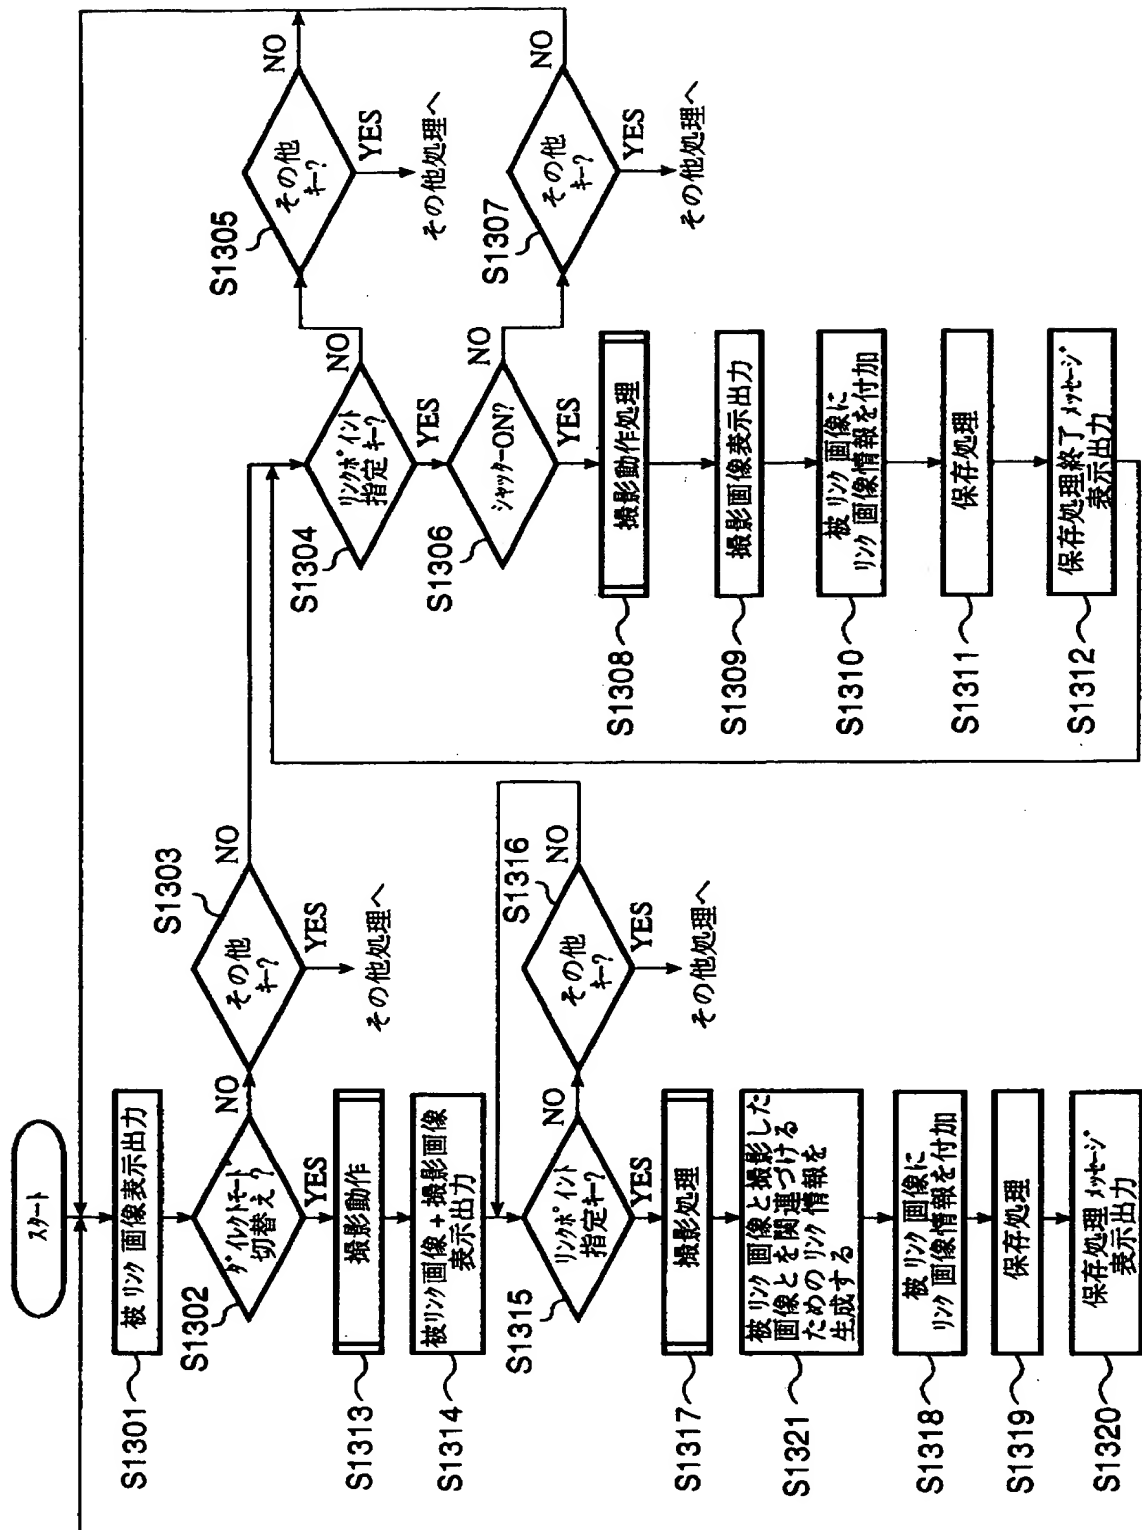 スタート
S1301
被リンク画像表示出力
S1302
ダイレクトモード
切替え?
NO
YES
S1303
その他
キー?
NO
YES
その他処理へ
S1304
リンクポイント
指定キー?
NO
YES
S1305
その他
キー?
NO
YES
その他処理へ
S1306
シャッターON?
NO
YES
S1307
その他
キー?
NO
YES
その他処理へ
S1308
撮影動作処理
S1309
撮影画像表示出力
S1310
被リンク画像に
リンク画像情報を付加
S1311
保存処理
S1312
保存処理終了メッセージ
表示出力
S1313
撮影動作
S1314
被リンク画像+撮影画像
表示出力
S1315
リンクポイント
指定キー?
NO
YES
S1316
その他
キー?
NO
YES
その他処理へ
S1317
撮影処理
S1321
被リンク画像と撮影した
画像とを関連づける
ためのリンク情報を
生成する
S1318
被リンク画像に
リンク画像情報を付加
S1319
保存処理
S1320
保存処理メッセージ
表示出力